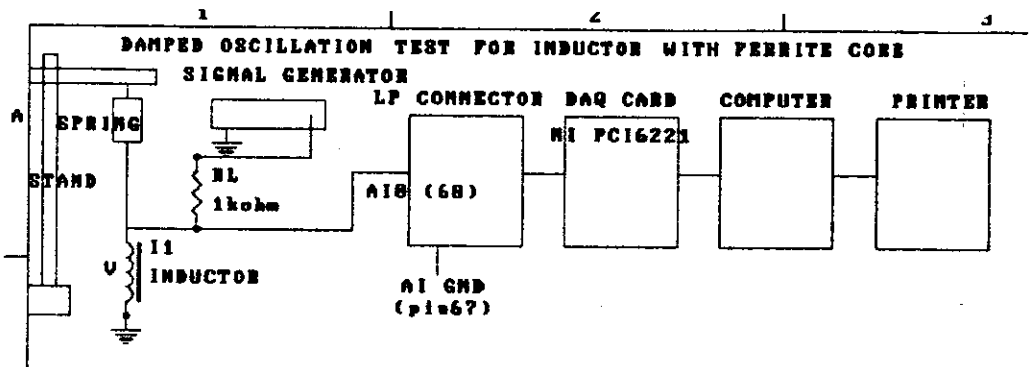 1 2 3
DAMPED OSCILLATION TEST FOR INDUCTOR WITH FERRITE CORE
SIGNAL GENERATOR
LP CONNECTOR DAQ CARD COMPUTER PRINTER
A
SPRING
NI PCI6221
STAND
RL
1kohm
AI8 (68)
V
I1
INDUCTOR
AI GND
(pin67)